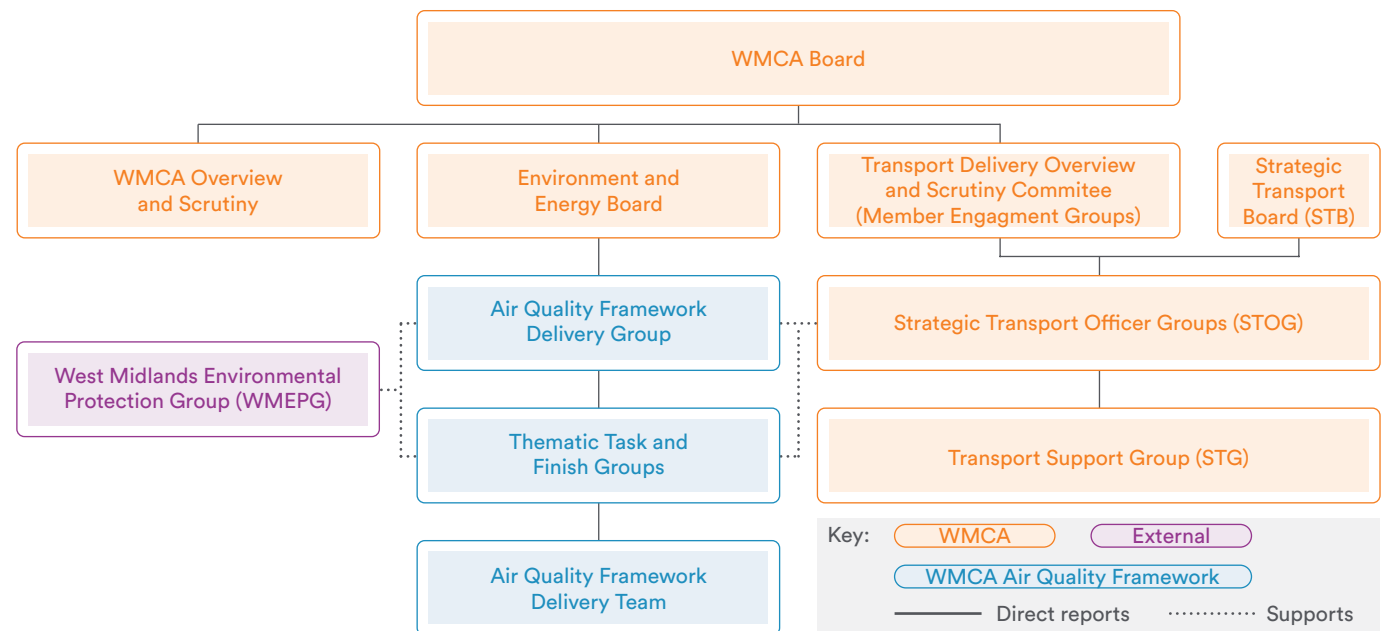 WMCA Board
WMCA Overview
and Scrutiny
Environment and
Energy Board
Transport Delivery Overview
and Scrutiny Commitee
(Member Engagment Groups)
Strategic
Transport
Board (STB)
Air Quality Framework
Delivery Group
Strategic Transport Officer Groups (STOG)
West Midlands Environmental
Protection Group (WMEPG)
Thematic Task and
Finish Groups
Transport Support Group (STG)
Air Quality Framework
Delivery Team
Key:
WMCA
External
WMCA Air Quality Framework
Direct reports
Supports